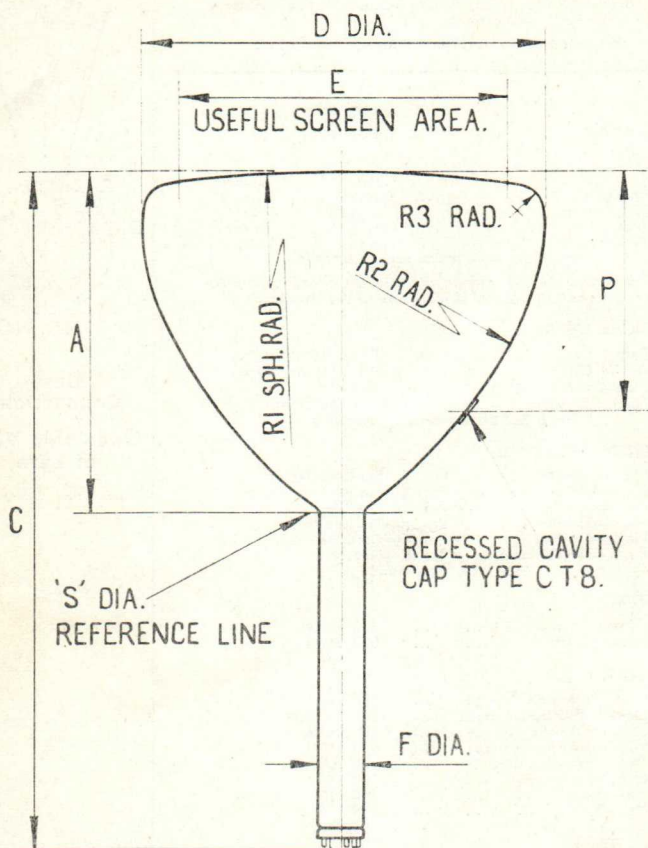 D DIA.
E
USEFUL SCREEN AREA.
R3 RAD.
R2 RAD.
P
A
R1 SPH. RAD.
C
RECESSED CAVITY
CAP TYPE CT8.
'S' DIA.
REFERENCE LINE
F DIA.